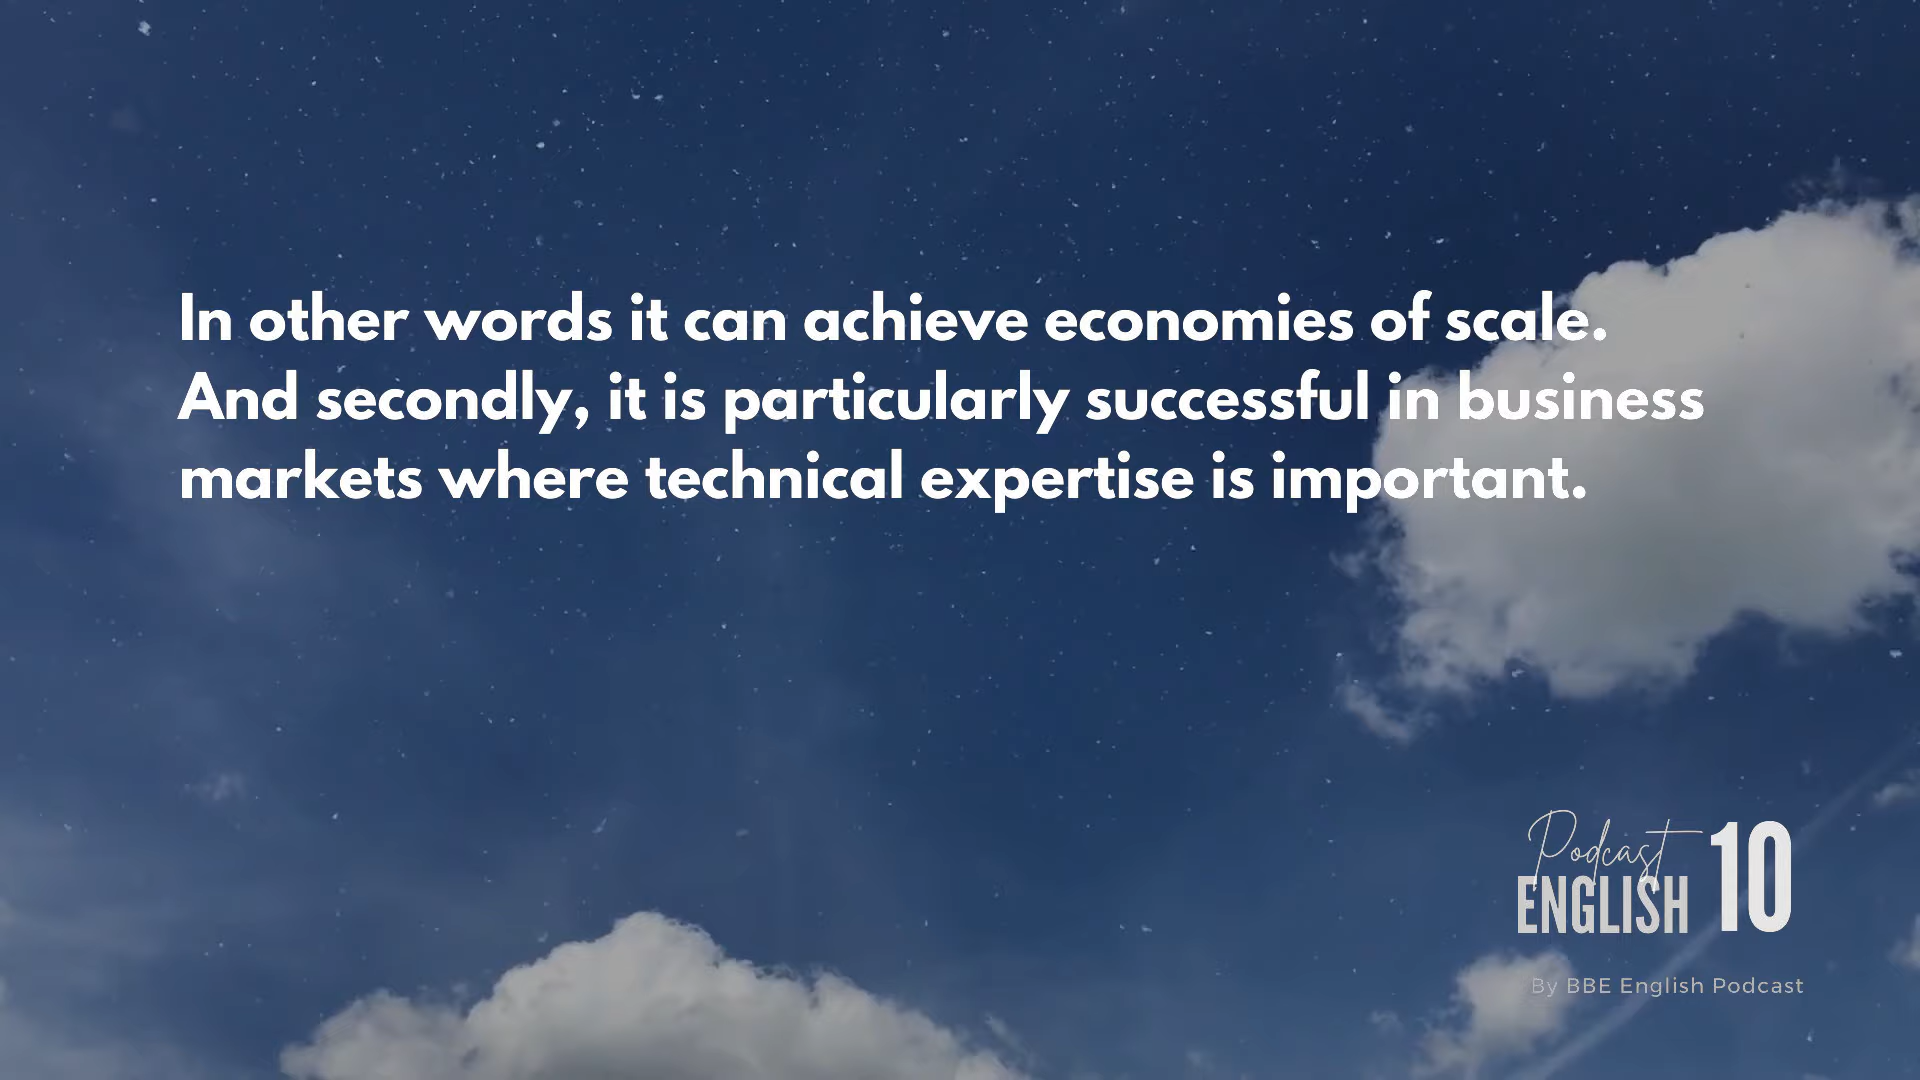 In other words it can achieve economies of scale.
And secondly, it is particularly successful in business
markets where technical expertise is important.
Podcast
ENGLISH 10
By BBE English Podcast